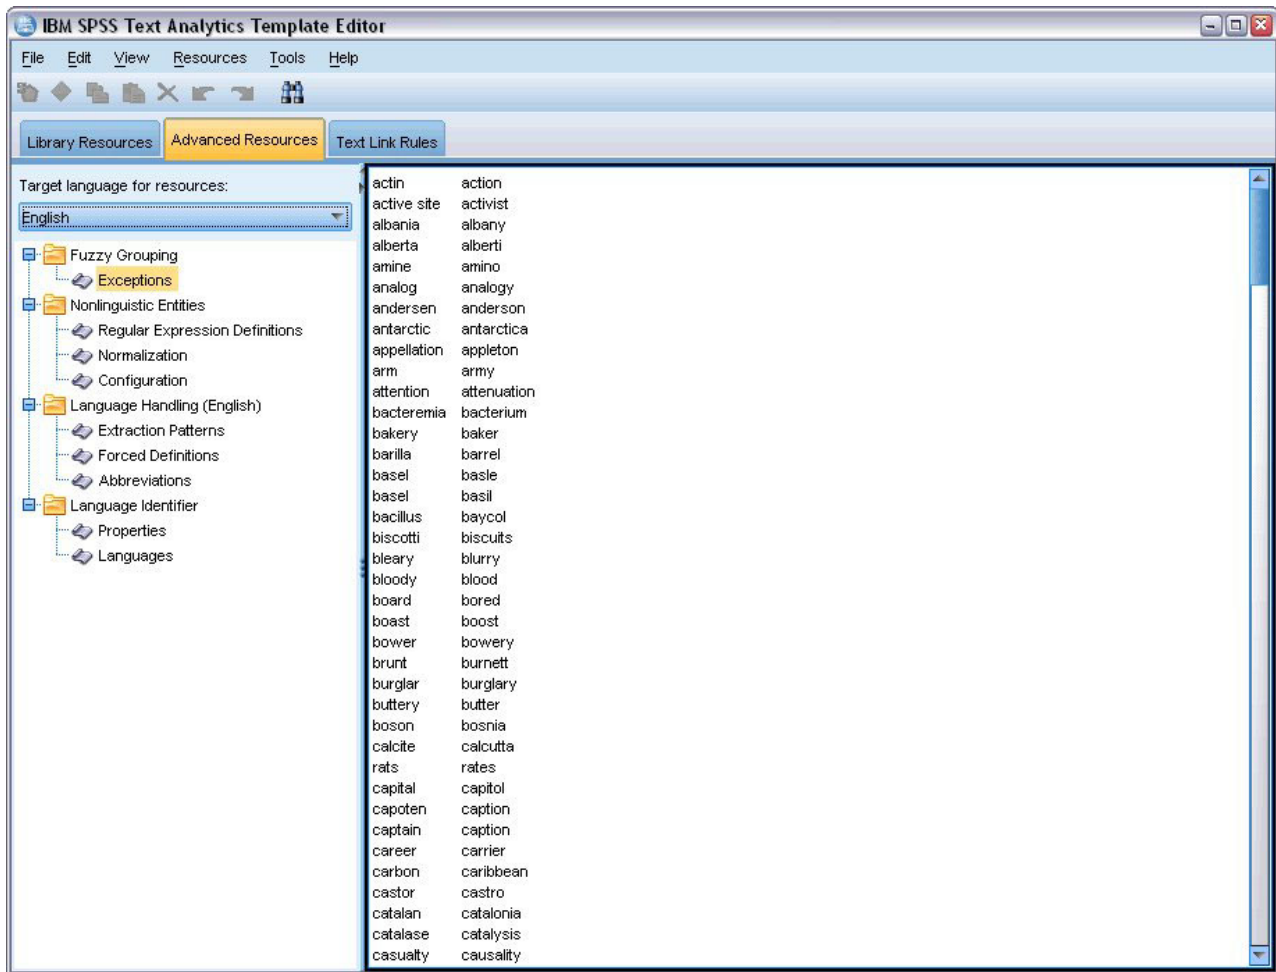 IBM SPSS Text Analytics Template Editor
File Edit View Resources Tools Help
Library Resources Advanced Resources Text Link Rules
Target language for resources:
English
Fuzzy Grouping
Exceptions
Nonlinguistic Entities
Regular Expression Definitions
Normalization
Configuration
Language Handling (English)
Extraction Patterns
Forced Definitions
Abbreviations
Language Identifier
Properties
Languages
actin action
active site activist
albania albany
alberta alberti
amine amino
analog analogy
andersen anderson
antarctic antarctica
appellation appleton
arm army
attention attenuation
bacteremia bacterium
bakery baker
barilla barrel
basel basle
basel basil
bacillus baycol
biscotti biscuits
bleary blurry
bloody blood
board bored
boast boost
bower bowery
brunt burnett
burglar burglary
buttery butter
boson bosnia
calcite calcutta
rats rates
capital capitol
capoten caption
captain caption
career carrier
carbon caribbean
castor castro
catalan catalonia
catalase catalysis
casualty causality